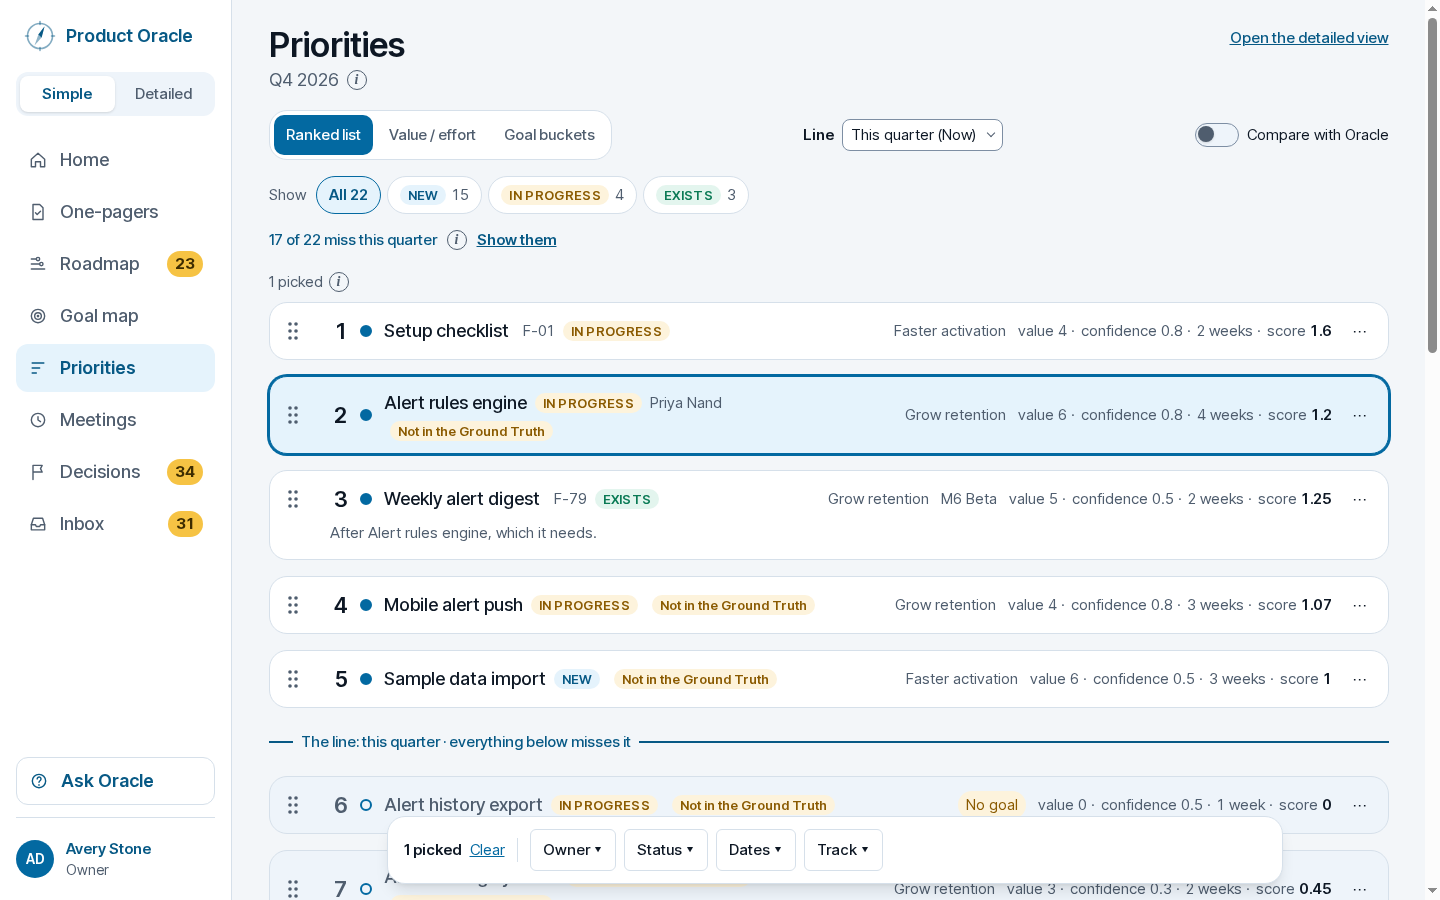 Product Oracle
Simple
Detailed
Home
One-pagers
Roadmap 23
Goal map
Priorities
Meetings
Decisions 34
Inbox 31
Ask Oracle
AD
Avery Stone
Owner
Priorities
Open the detailed view
Q4 2026 i
Ranked list
Value / effort
Goal buckets
Line
This quarter (Now)
Compare with Oracle
Show
All 22
NEW 15
IN PROGRESS 4
EXISTS 3
17 of 22 miss this quarter i Show them
1 picked i
1 Setup checklist F-01 IN PROGRESS Faster activation value 4 · confidence 0.8 · 2 weeks · score 1.6 ···
2 Alert rules engine IN PROGRESS Priya Nand Grow retention value 6 · confidence 0.8 · 4 weeks · score 1.2 ···
Not in the Ground Truth
3 Weekly alert digest F-79 EXISTS Grow retention M6 Beta value 5 · confidence 0.5 · 2 weeks · score 1.25 ···
After Alert rules engine, which it needs.
4 Mobile alert push IN PROGRESS Not in the Ground Truth Grow retention value 4 · confidence 0.8 · 3 weeks · score 1.07 ···
5 Sample data import NEW Not in the Ground Truth Faster activation value 6 · confidence 0.5 · 3 weeks · score 1 ···
The line: this quarter · everything below misses it
6 Alert history export IN PROGRESS Not in the Ground Truth No goal value 0 · confidence 0.5 · 1 week · score 0 ···
1 picked Clear Owner ▾ Status ▾ Dates ▾ Track ▾
7 Grow retention value 3 · confidence 0.3 · 2 weeks · score 0.45 ···